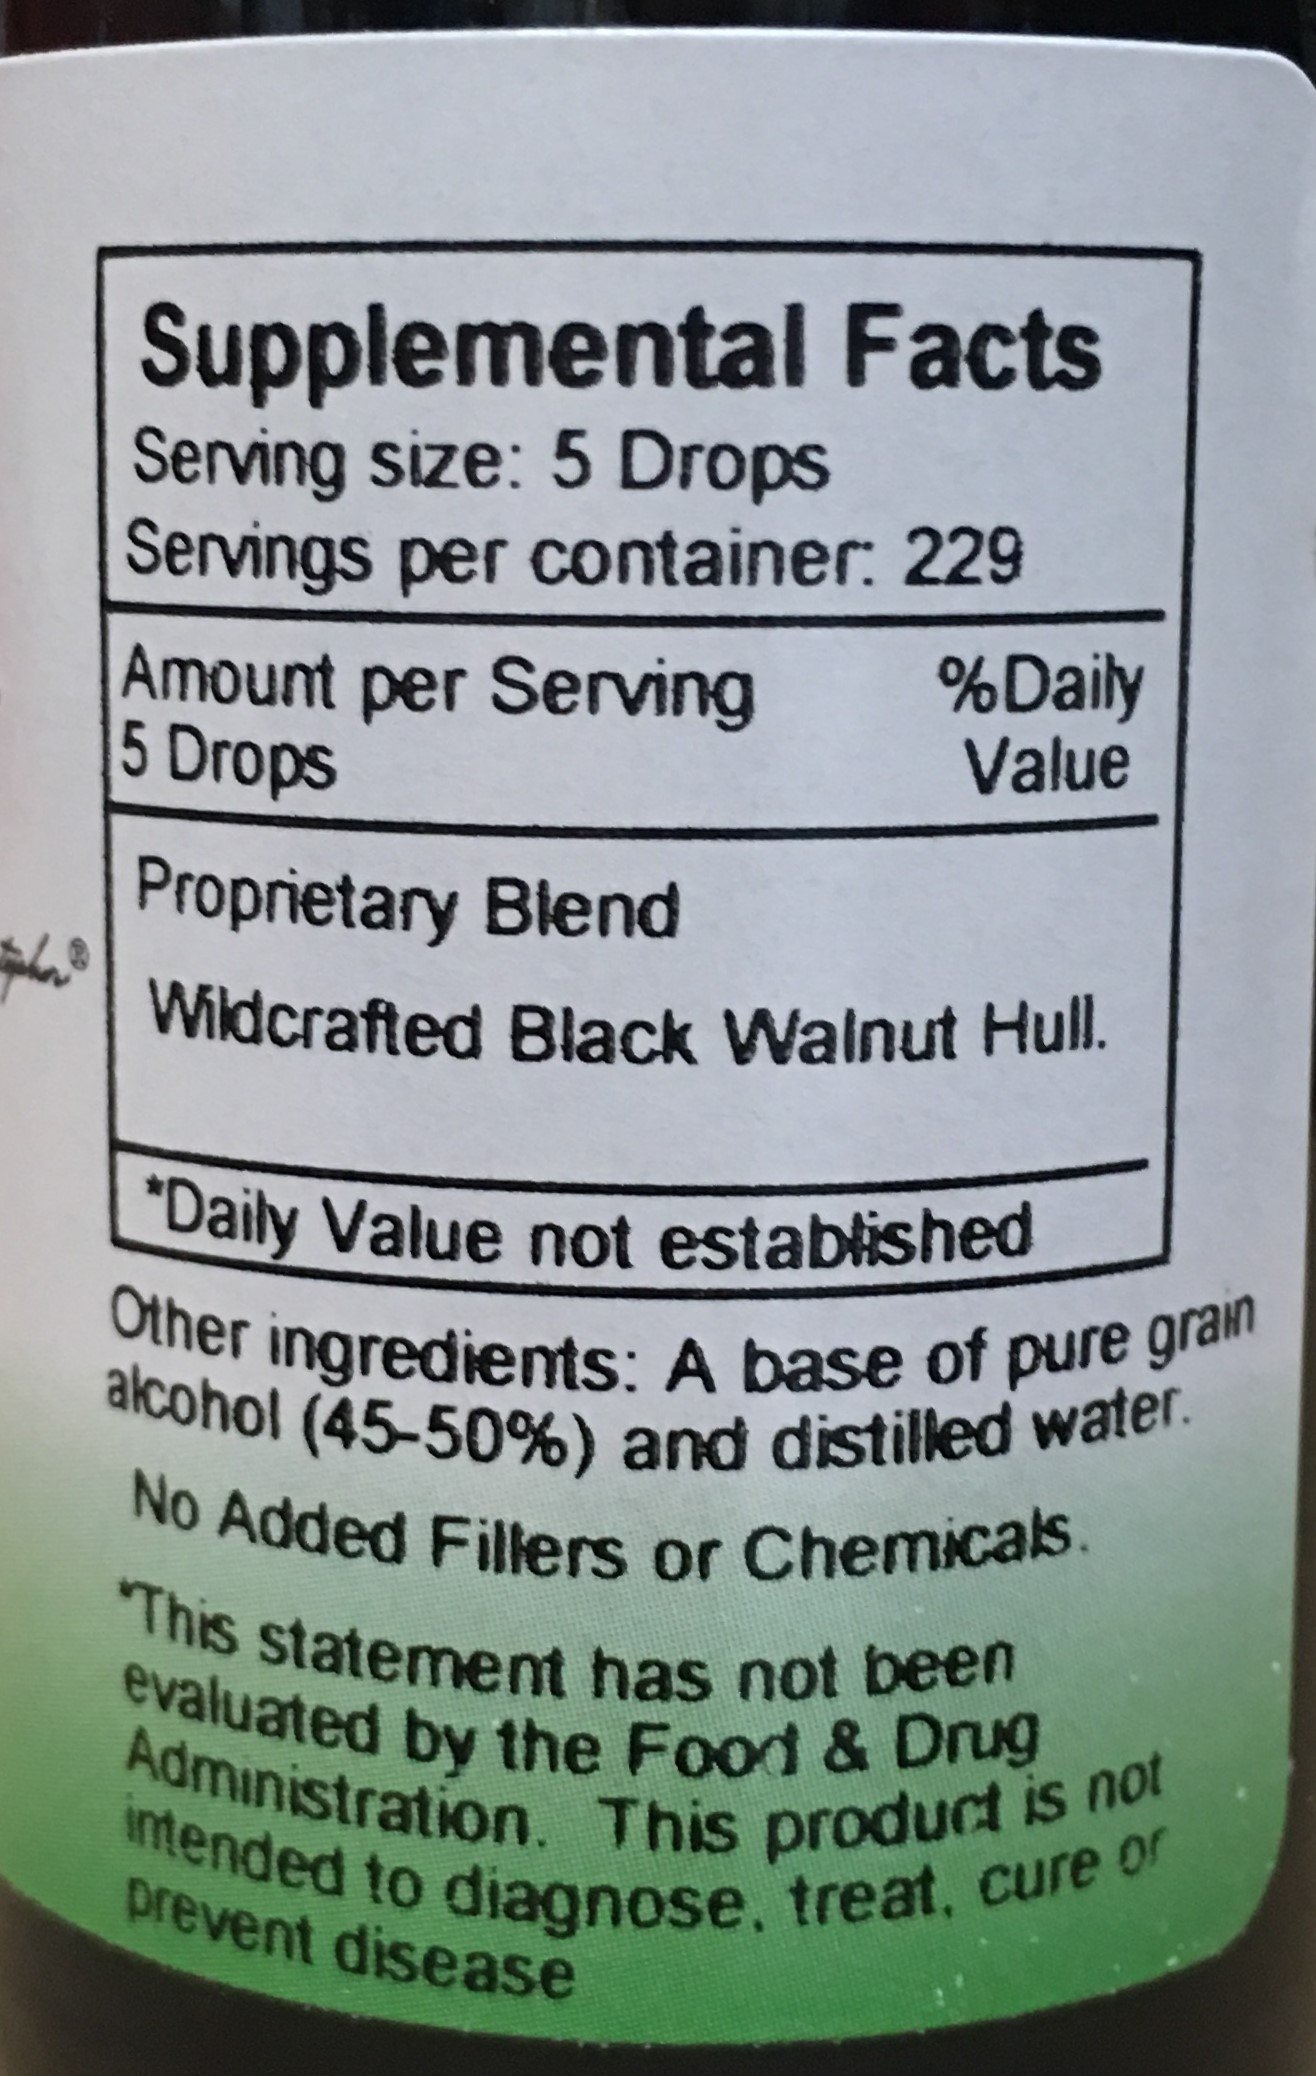 Supplemental Facts
Serving size: 5 Drops
Servings per container: 229
Amount per Serving %Daily
5 Drops Value
Proprietary Blend
Wildcrafted Black Walnut Hull.
*Daily Value not established
Other ingredients: A base of pure grain
alcohol (45-50%) and distilled water.
No Added Fillers or Chemicals.
*This statement has not been
evaluated by the Food & Drug
Administration. This product is not
intended to diagnose, treat, cure or
prevent disease